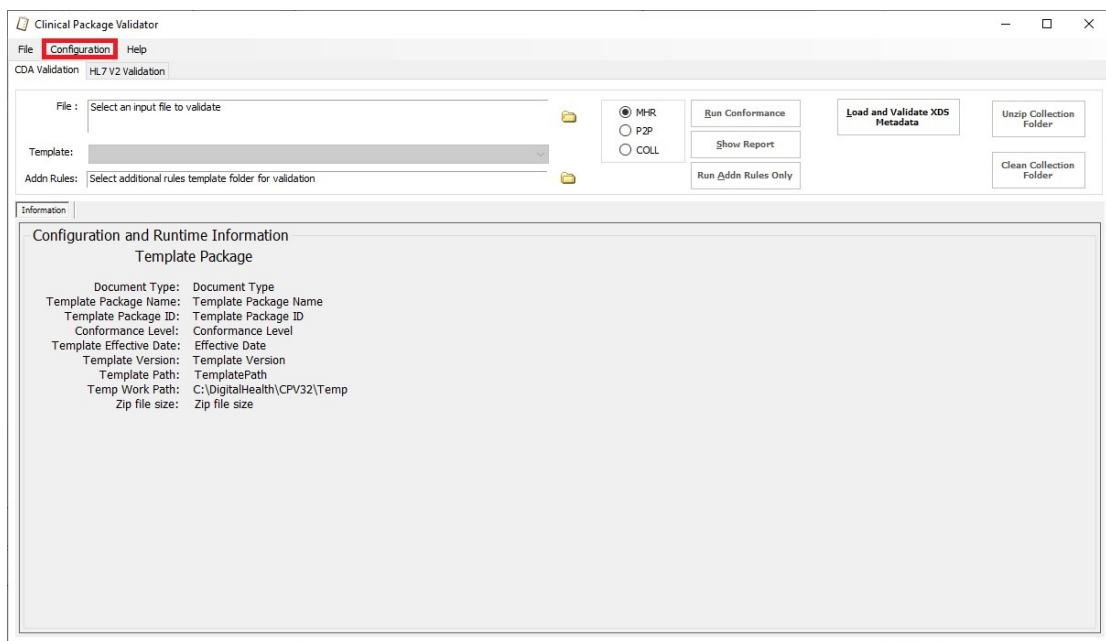 Clinical Package Validator
File Configuration Help
CDA Validation HL7 V2 Validation
File : Select an input file to validate
MHR
P2P
COLL
Run Conformance
Show Report
Run Addn Rules Only
Load and Validate XDS
Metadata
Unzip Collection
Folder
Clean Collection
Folder
Template:
Addn Rules: Select additional rules template folder for validation
Information
Configuration and Runtime Information
Template Package
Document Type: Document Type
Template Package Name: Template Package Name
Template Package ID: Template Package ID
Conformance Level: Conformance Level
Template Effective Date: Effective Date
Template Version: Template Version
Template Path: TemplatePath
Temp Work Path: C:\DigitalHealth\CPV32\Temp
Zip file size: Zip file size